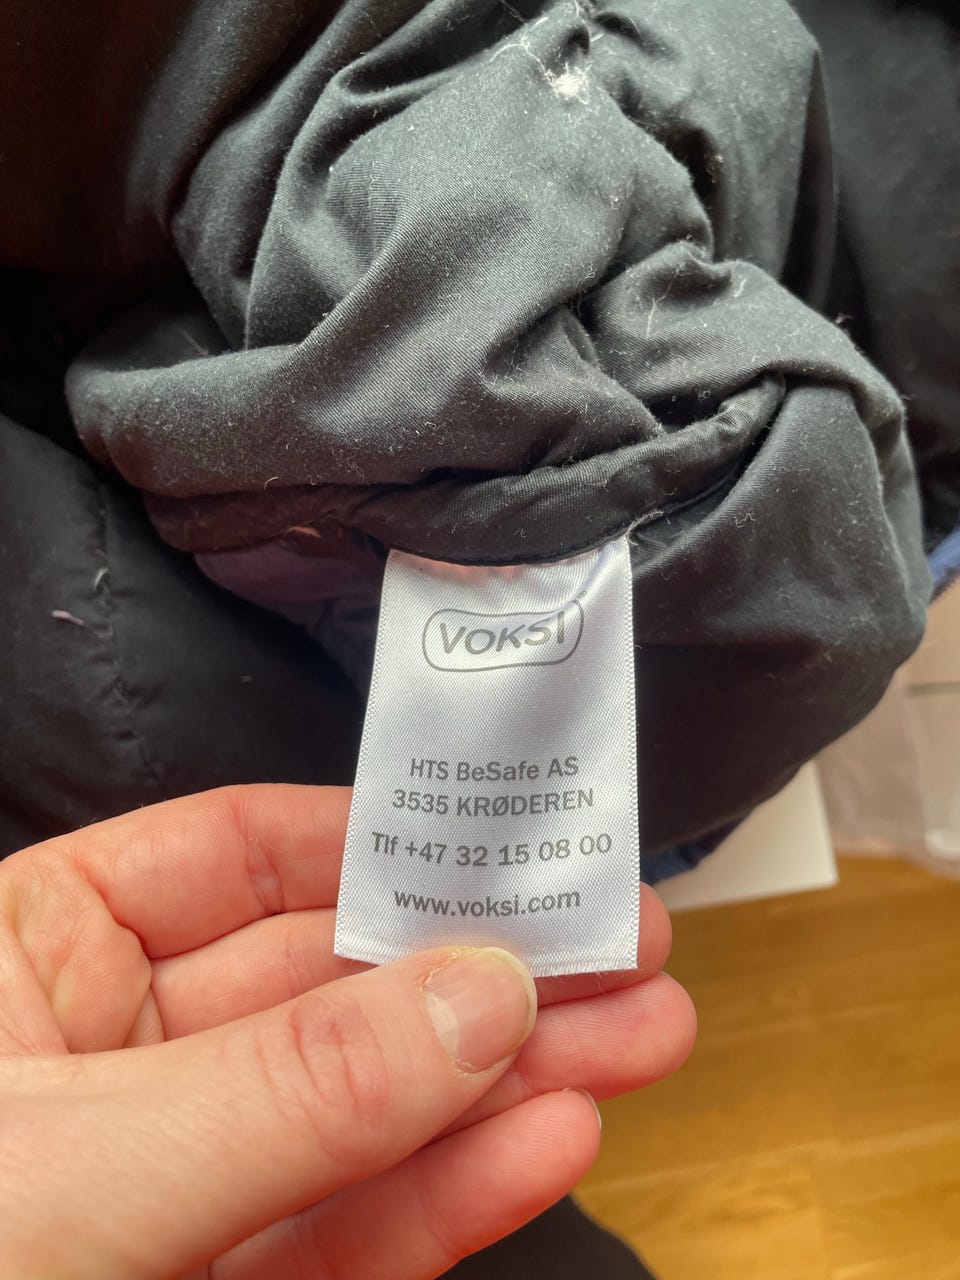 VOKSI
HTS BeSafe AS
3535 KRØDEREN
Tlf +47 32 15 08 00
www.voksi.com